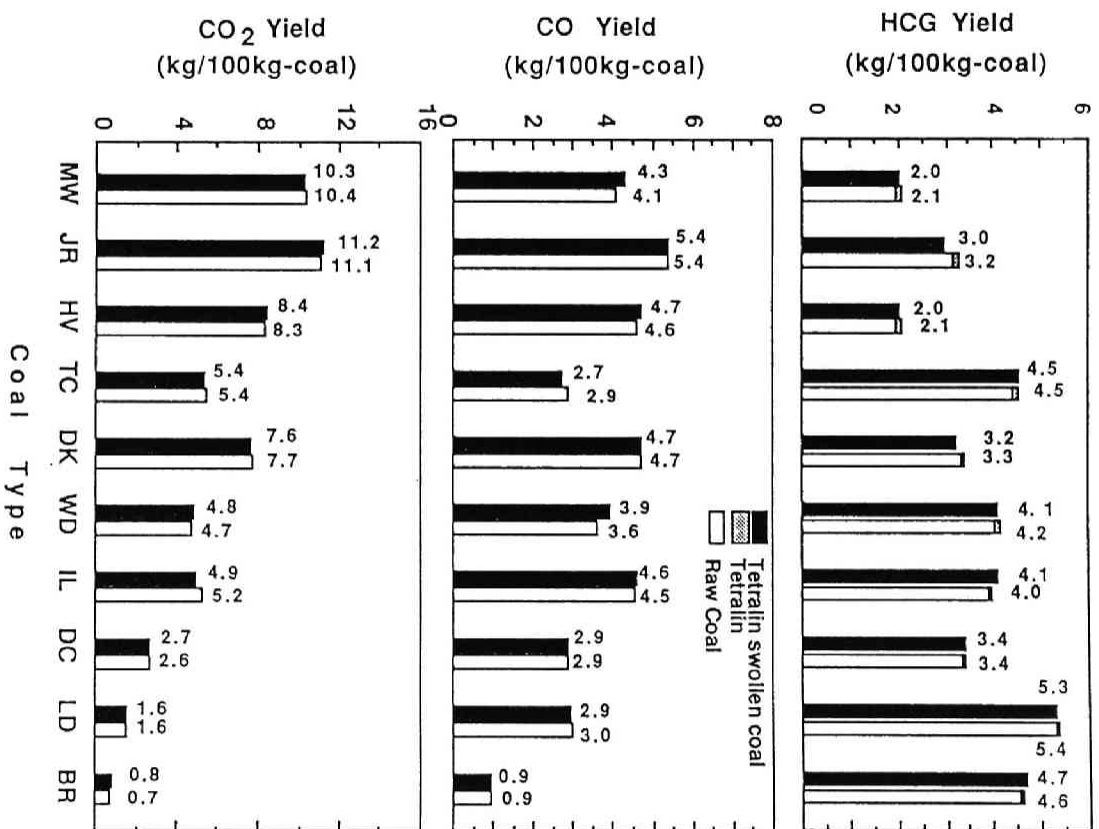 CO2 Yield
(kg/100kg-coal)
CO Yield
(kg/100kg-coal)
HCG Yield
(kg/100kg-coal)
0 4 8 12 16
0 2 4 6 8
0 2 4 6
MW
10.3
10.4
4.3
4.1
2.0
2.1
JR
11.2
11.1
5.4
5.4
3.0
3.2
HV
8.4
8.3
4.7
4.6
2.0
2.1
TC
5.4
5.4
2.7
2.9
4.5
4.5
DK
7.6
7.7
4.7
4.7
3.2
3.3
WD
4.8
4.7
3.9
3.6
4.1
4.2
IL
4.9
5.2
4.6
4.5
4.1
4.0
DC
2.7
2.6
2.9
2.9
3.4
3.4
LD
1.6
1.6
2.9
3.0
5.3
5.4
BR
0.8
0.7
0.9
0.9
4.7
4.6
Tetralin swollen coal
Tetralin
Raw Coal
Coal Type